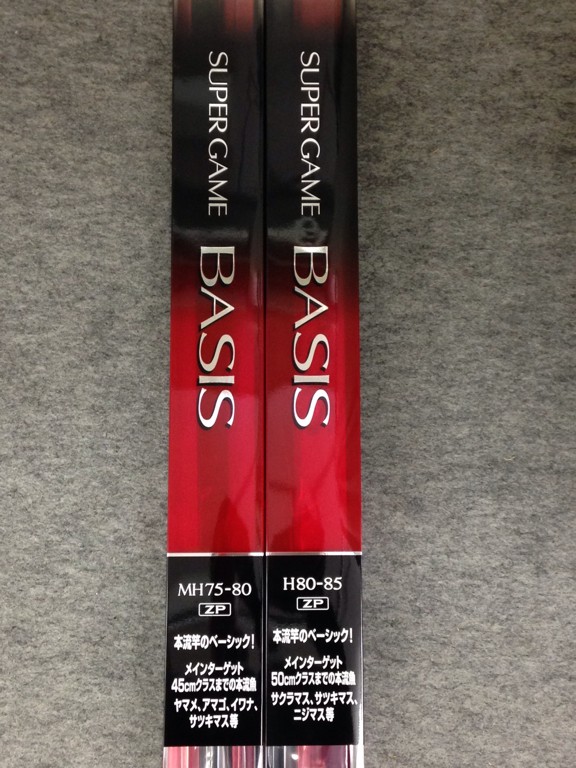 SUPER GAME BASIS
MH75-80
ZP
本流竿のベーシック!
メインターゲット
45cmクラスまでの本流魚
ヤマメ、アマゴ、イワナ、
サツキマス等
SUPER GAME BASIS
H80-85
ZP
本流竿のベーシック!
メインターゲット
50cmクラスまでの本流魚
サクラマス、サツキマス、
ニジマス等